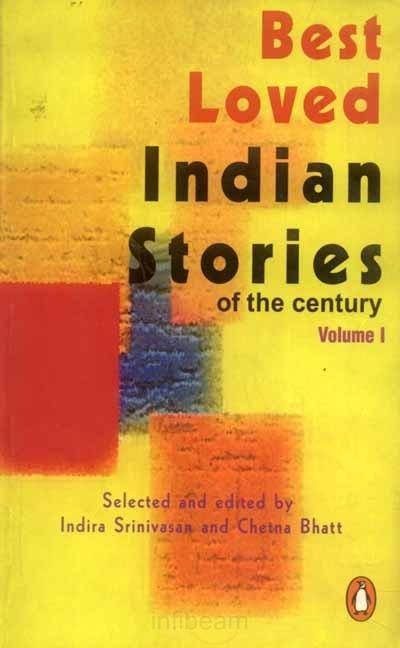 Best
Loved
Indian
Stories
of the century
Volume I
Selected and edited by
Indira Srinivasan and Chetna Bhatt
infibeam